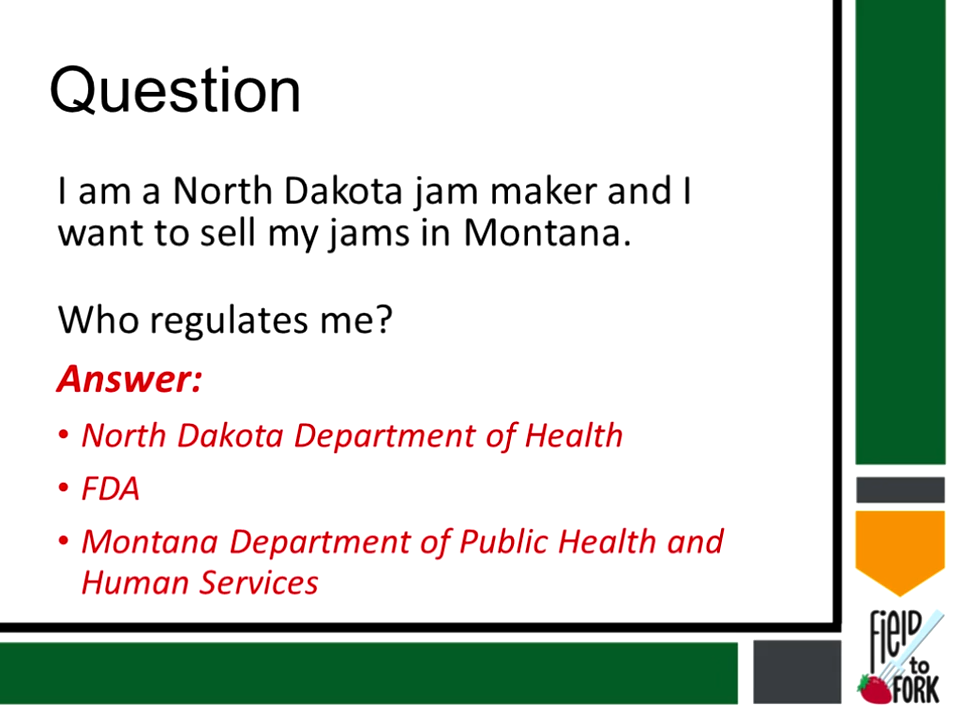 Question
I am a North Dakota jam maker and I
want to sell my jams in Montana.
Who regulates me?
Answer:
• North Dakota Department of Health
• FDA
• Montana Department of Public Health and
Human Services
FiELD
to
FORK